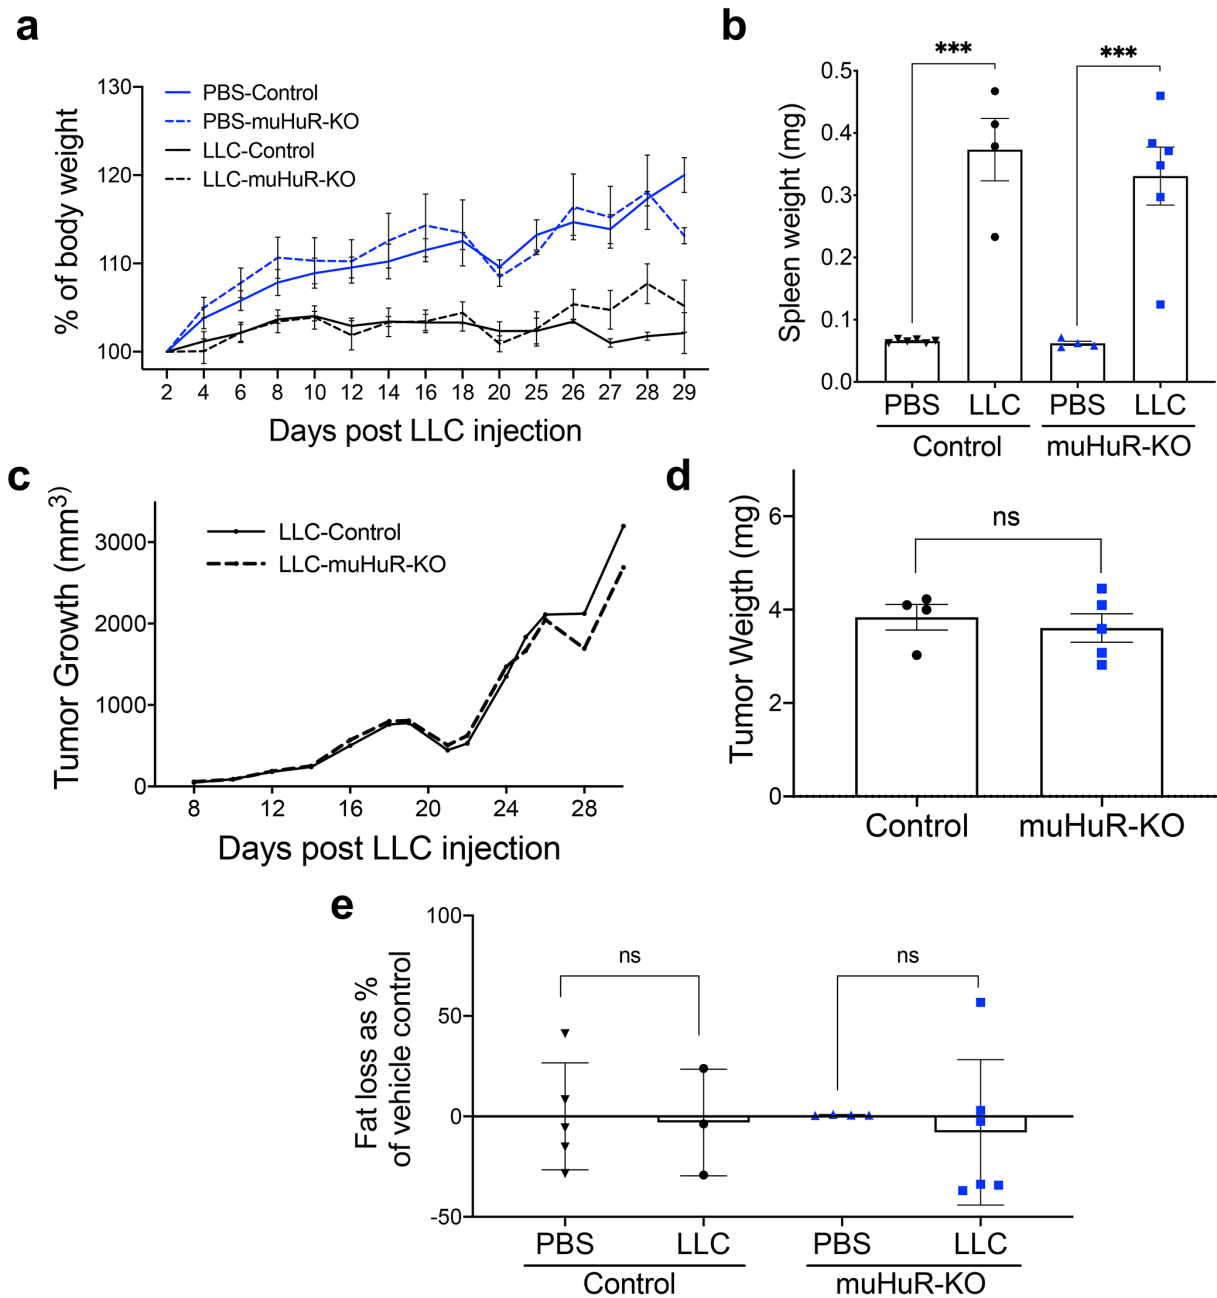 a
% of body weight
130
120
110
100
PBS-Control
PBS-muHuR-KO
LLC-Control
LLC-muHuR-KO
2 4 6 8 10 12 14 16 18 20 25 26 27 28 29
Days post LLC injection
b
Spleen weight (mg)
0.5
0.4
0.3
0.2
0.1
0.0
*** ***
PBS LLC PBS LLC
Control muHuR-KO
c
Tumor Growth (mm³)
3000
2000
1000
0
LLC-Control
LLC-muHuR-KO
8 12 16 20 24 28
Days post LLC injection
d
Tumor Weigth (mg)
6
4
2
0
ns
Control muHuR-KO
e
Fat loss as %
of vehicle control
100
50
0
-50
ns ns
PBS LLC PBS LLC
Control muHuR-KO